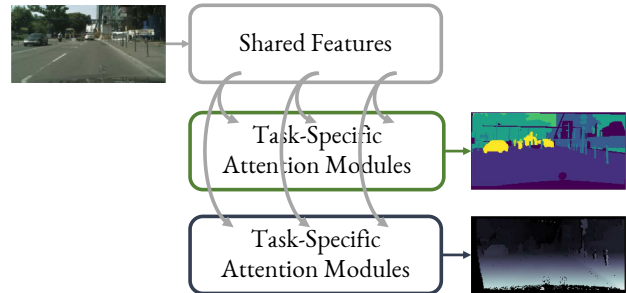 Shared Features
Task-Specific
Attention Modules
Task-Specific
Attention Modules